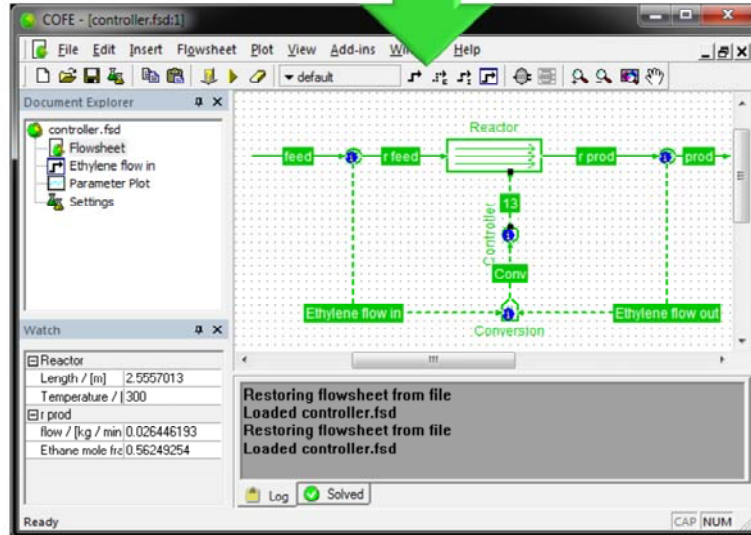 COFE - [controller.fsd:1]
File Edit Insert Flowsheet Plot View Add-ins Help
default
Document Explorer
controller.fsd
Flowsheet
Ethylene flow in
Parameter Plot
Settings
Watch
Reactor
Length / [m] 2.5557013
Temperature / [ 300
r prod
flow / [kg / min 0.026446193
Ethane mole fra 0.56249254
Reactor
feed r feed r prod prod
13
Controller
Conv
Ethylene flow in Ethylene flow out
Conversion
Restoring flowsheet from file
Loaded controller.fsd
Restoring flowsheet from file
Loaded controller.fsd
Log Solved
Ready CAP NUM